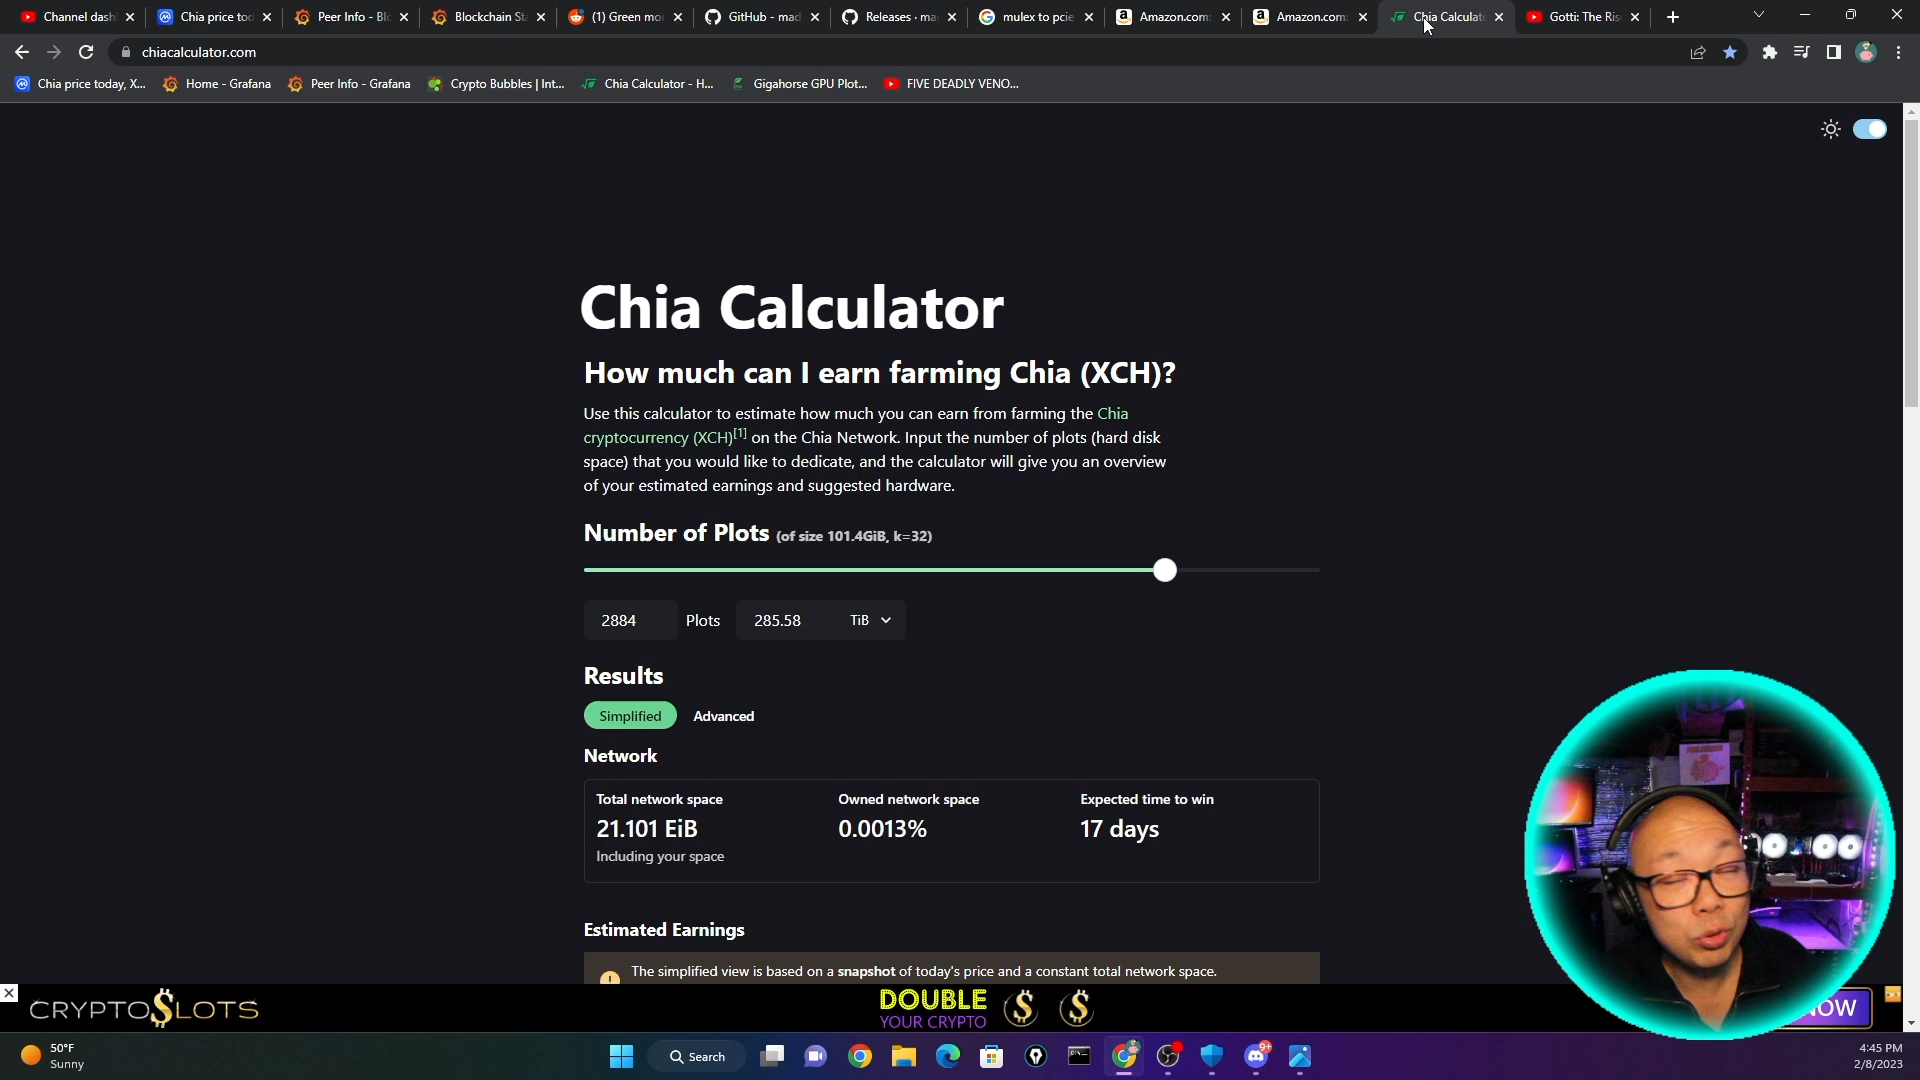 Channel dash
Chia price tod
Peer Info - Bl
Blockchain St
(1) Green mo
GitHub - mad
Releases · ma
mulex to pcie
Amazon.com:
Amazon.com:
Chia Calculat
Gotti: The Ris
chiacalculator.com
Chia price today, X...
Home - Grafana
Peer Info - Grafana
Crypto Bubbles | Int...
Chia Calculator - H...
Gigahorse GPU Plot...
FIVE DEADLY VENO...
Chia Calculator
How much can I earn farming Chia (XCH)?
Use this calculator to estimate how much you can earn from farming the Chia
cryptocurrency (XCH)[1] on the Chia Network. Input the number of plots (hard disk
space) that you would like to dedicate, and the calculator will give you an overview
of your estimated earnings and suggested hardware.
Number of Plots (of size 101.4GiB, k=32)
2884 Plots 285.58 TiB
Results
Simplified Advanced
Network
Total network space Owned network space Expected time to win
21.101 EiB 0.0013% 17 days
Including your space
Estimated Earnings
The simplified view is based on a snapshot of today's price and a constant total network space.
CRYPTO$LOTS
DOUBLE
YOUR CRYPTO
NOW
50°F
Sunny
Search
9+
4:45 PM
2/8/2023